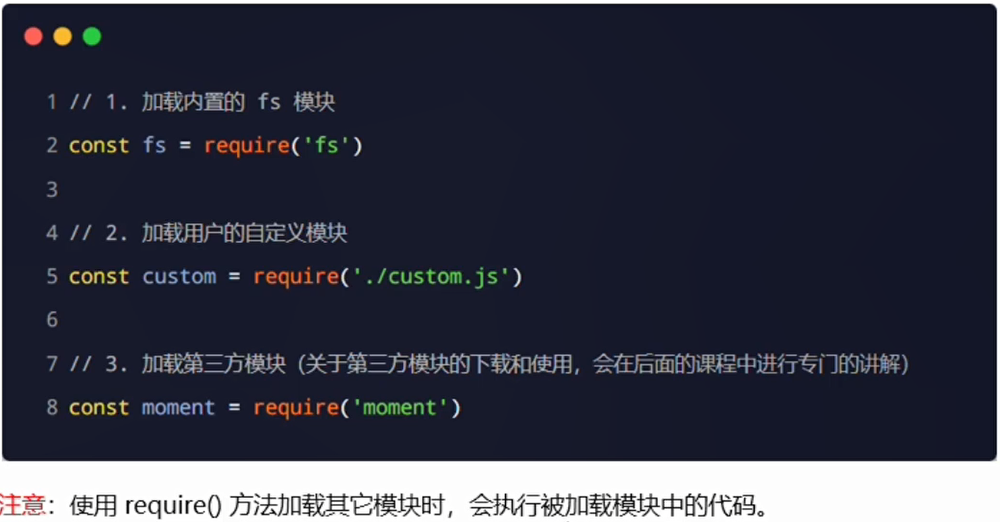 1 // 1. 加载内置的 fs 模块
2 const fs = require('fs')
3
4 // 2. 加载用户的自定义模块
5 const custom = require('./custom.js')
6
7 // 3. 加载第三方模块（关于第三方模块的下载和使用，会在后面的课程中进行专门的讲解）
8 const moment = require('moment')
注意：使用 require() 方法加载其它模块时，会执行被加载模块中的代码。